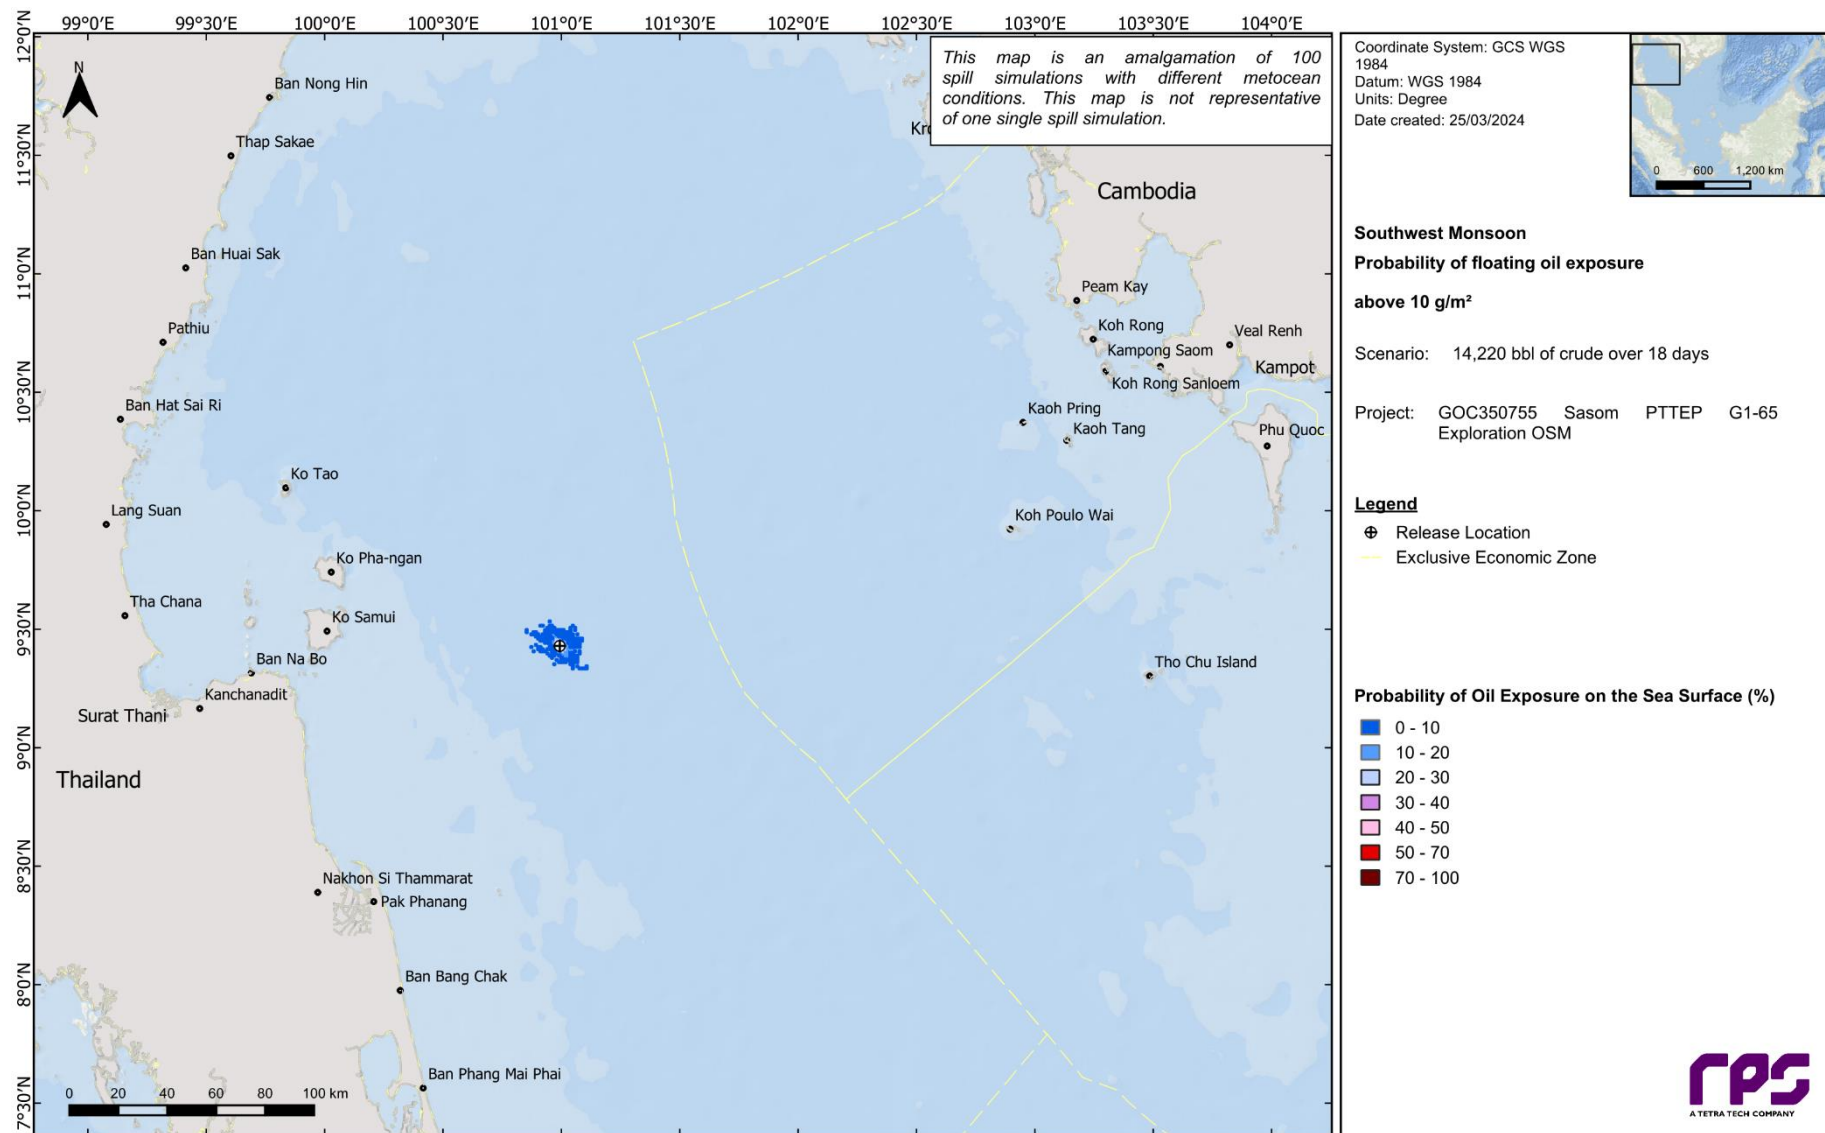 99°0'E 99°30'E 100°0'E 100°30'E 101°0'E 101°30'E 102°0'E 102°30'E 103°0'E 103°30'E 104°0'E
12°0'N
11°30'N
11°0'N
10°30'N
10°0'N
9°30'N
9°0'N
8°30'N
8°0'N
7°30'N
N
This map is an amalgamation of 100
spill simulations with different metocean
conditions. This map is not representative
of one single spill simulation.
Ban Nong Hin
Thap Sakae
Ban Huai Sak
Pathiu
Ban Hat Sai Ri
Ko Tao
Lang Suan
Ko Pha-ngan
Tha Chana
Ko Samui
Ban Na Bo
Kanchanadit
Surat Thani
Thailand
Nakhon Si Thammarat
Pak Phanang
Ban Bang Chak
Ban Phang Mai Phai
Cambodia
Peam Kay
Koh Rong
Veal Renh
Kampong Saom
Kampot
Koh Rong Sanloem
Kaoh Pring
Kaoh Tang
Phu Quoc
Koh Poulo Wai
Tho Chu Island
0 20 40 60 80 100 km
Coordinate System: GCS WGS
1984
Datum: WGS 1984
Units: Degree
Date created: 25/03/2024
0 600 1,200 km
Southwest Monsoon
Probability of floating oil exposure
above 10 g/m²
Scenario: 14,220 bbl of crude over 18 days
Project: GOC350755 Sasom PTTEP G1-65
Exploration OSM
Legend
Release Location
Exclusive Economic Zone
Probability of Oil Exposure on the Sea Surface (%)
0 - 10
10 - 20
20 - 30
30 - 40
40 - 50
50 - 70
70 - 100
rps
A TETRA TECH COMPANY